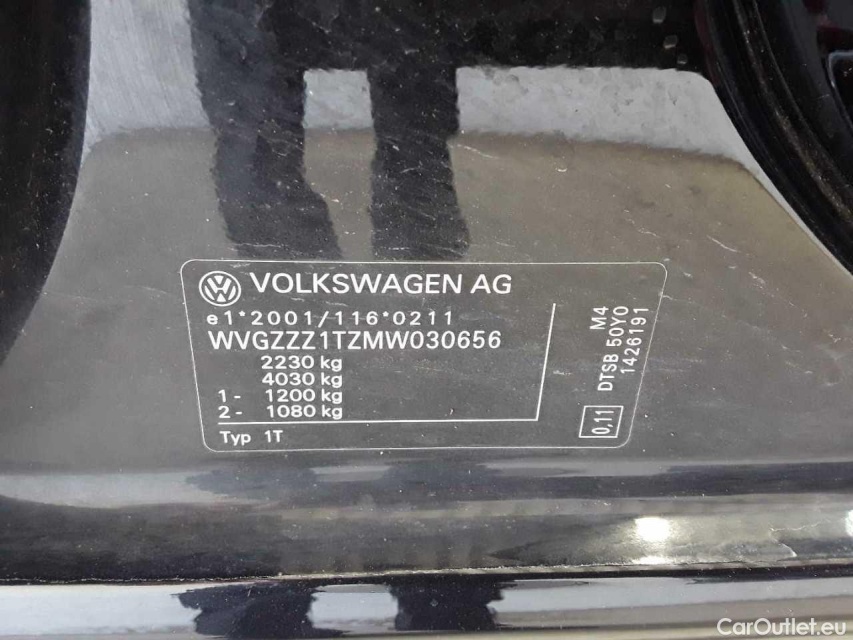 VOLKSWAGEN AG
e1*2001/116*0211
WVGZZZ1TZMW030656
2230 kg
4030 kg
1- 1200 kg
2- 1080 kg
Typ 1T
M4
DTSB 50Y0
1426191
0,11
CarOutlet.eu